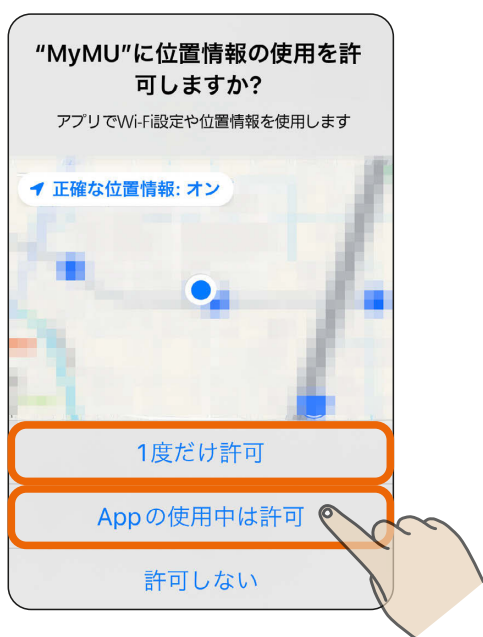 “MyMU”に位置情報の使用を許
可しますか?
アプリでWi-Fi設定や位置情報を使用します
正確な位置情報: オン
1度だけ許可
Appの使用中は許可
許可しない